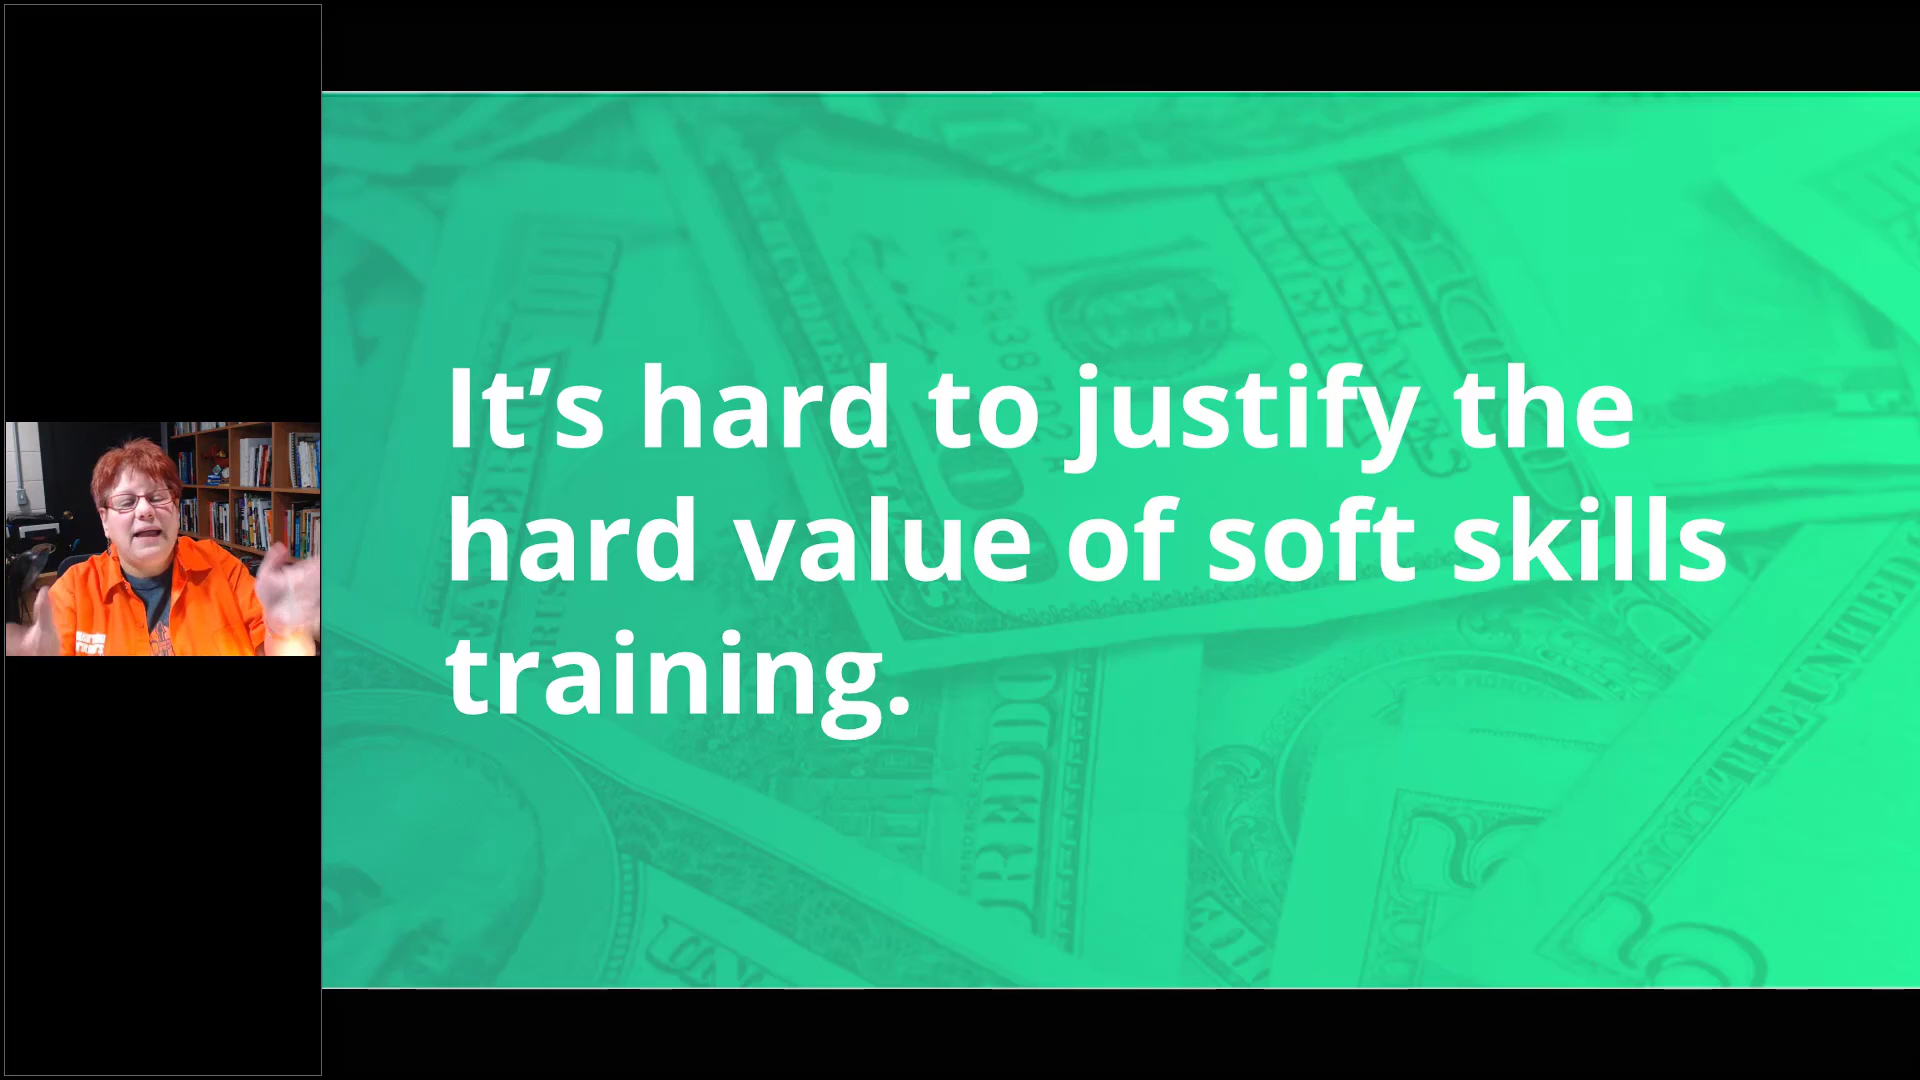 It’s hard to justify the
hard value of soft skills
training.